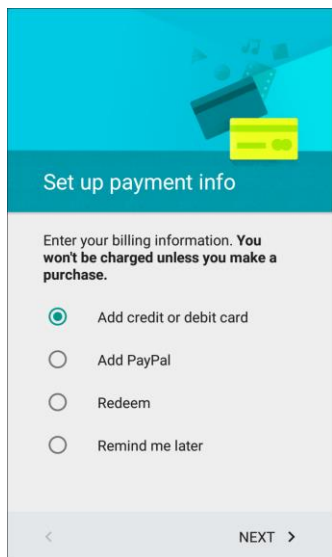 Set up payment info
Enter your billing information. You
won't be charged unless you make a
purchase.
Add credit or debit card
Add PayPal
Redeem
Remind me later
NEXT